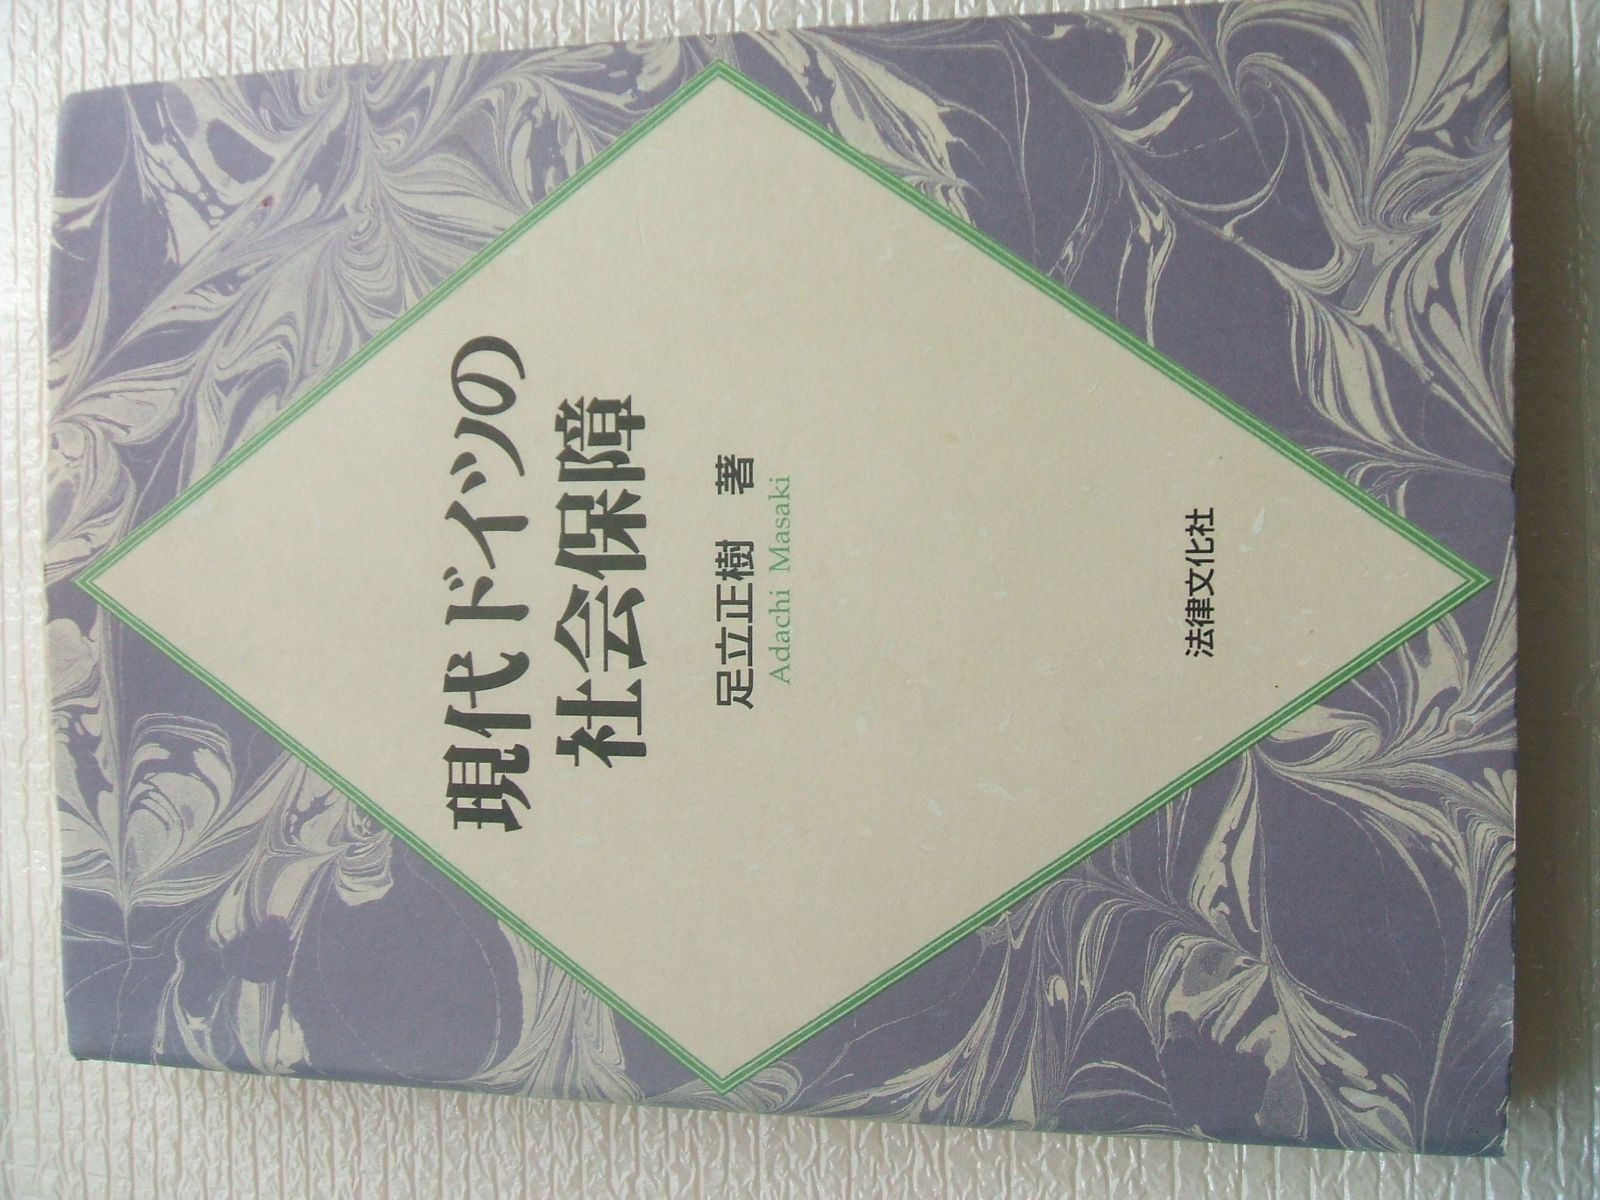 現代ドイツの
社会保障
足立正樹 著
Adachi Masaki
法律文化社